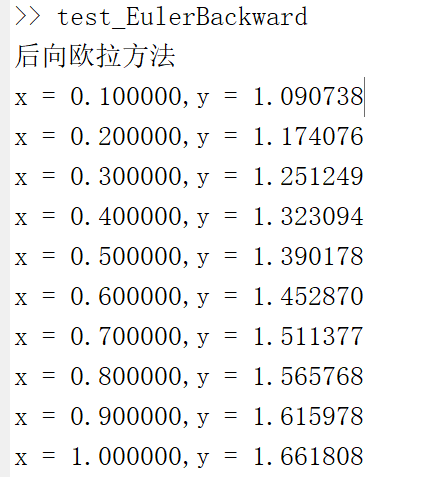 >> test_EulerBackward
后向欧拉方法
x = 0.100000,y = 1.090738
x = 0.200000,y = 1.174076
x = 0.300000,y = 1.251249
x = 0.400000,y = 1.323094
x = 0.500000,y = 1.390178
x = 0.600000,y = 1.452870
x = 0.700000,y = 1.511377
x = 0.800000,y = 1.565768
x = 0.900000,y = 1.615978
x = 1.000000,y = 1.661808